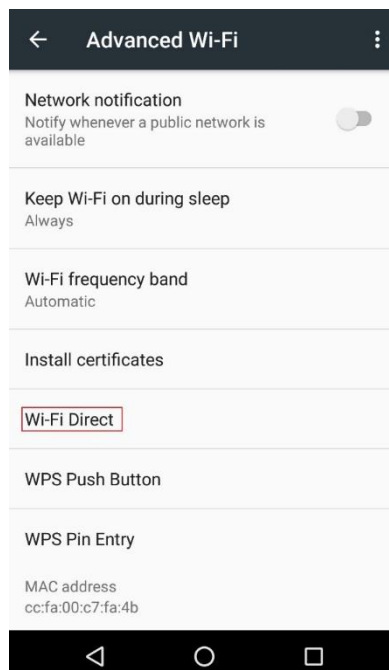 Advanced Wi-Fi
Network notification
Notify whenever a public network is
available
Keep Wi-Fi on during sleep
Always
Wi-Fi frequency band
Automatic
Install certificates
Wi-Fi Direct
WPS Push Button
WPS Pin Entry
MAC address
cc:fa:00:c7:fa:4b